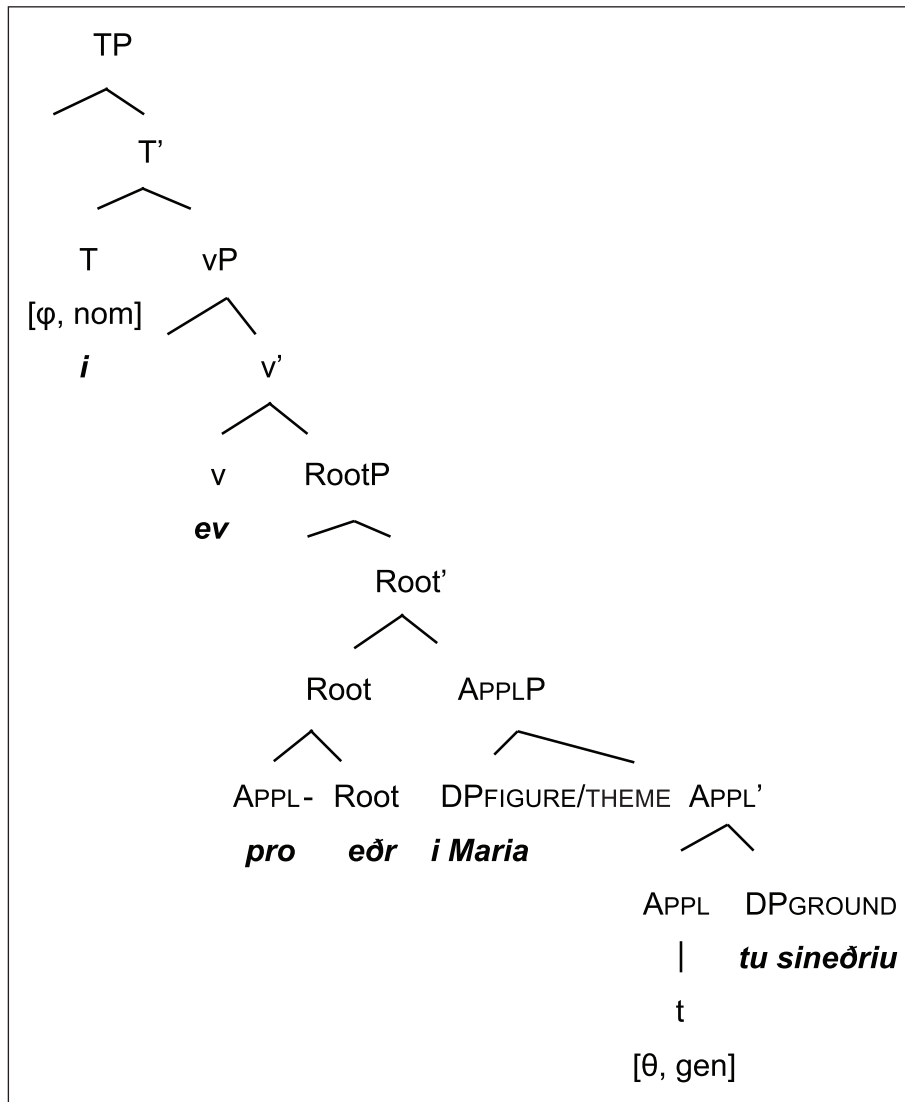 TP
T’
T vP
[φ, nom]
i v’
v RootP
ev
Root’
Root APPLP
APPL- Root DPFIGURE/THEME APPL’
pro eðr i Maria
APPL DPGROUND
tu sineðriu
t
[θ, gen]